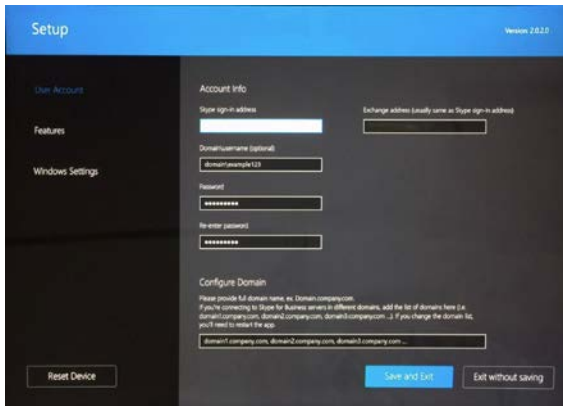 Setup
Version: 2.0.2.0
User Account
Features
Windows Settings
Account Info
Skype sign-in address
Exchange address (usually same as Skype sign-in address)
Domain\username (optional)
domain\example123
Password
•••••••••
Re-enter password
•••••••••
Configure Domain
Please provide full domain name, ex. Domain.company.com.
If you're connecting to Skype for Business servers in different domains, add the list of domains here (i.e.
domain1.company.com, domain2.company.com, domain3.company.com ...). If you change the domain list,
you'll need to restart the app.
domain1.company.com, domain2.company.com, domain3.company.com ...
Reset Device
Save and Exit
Exit without saving